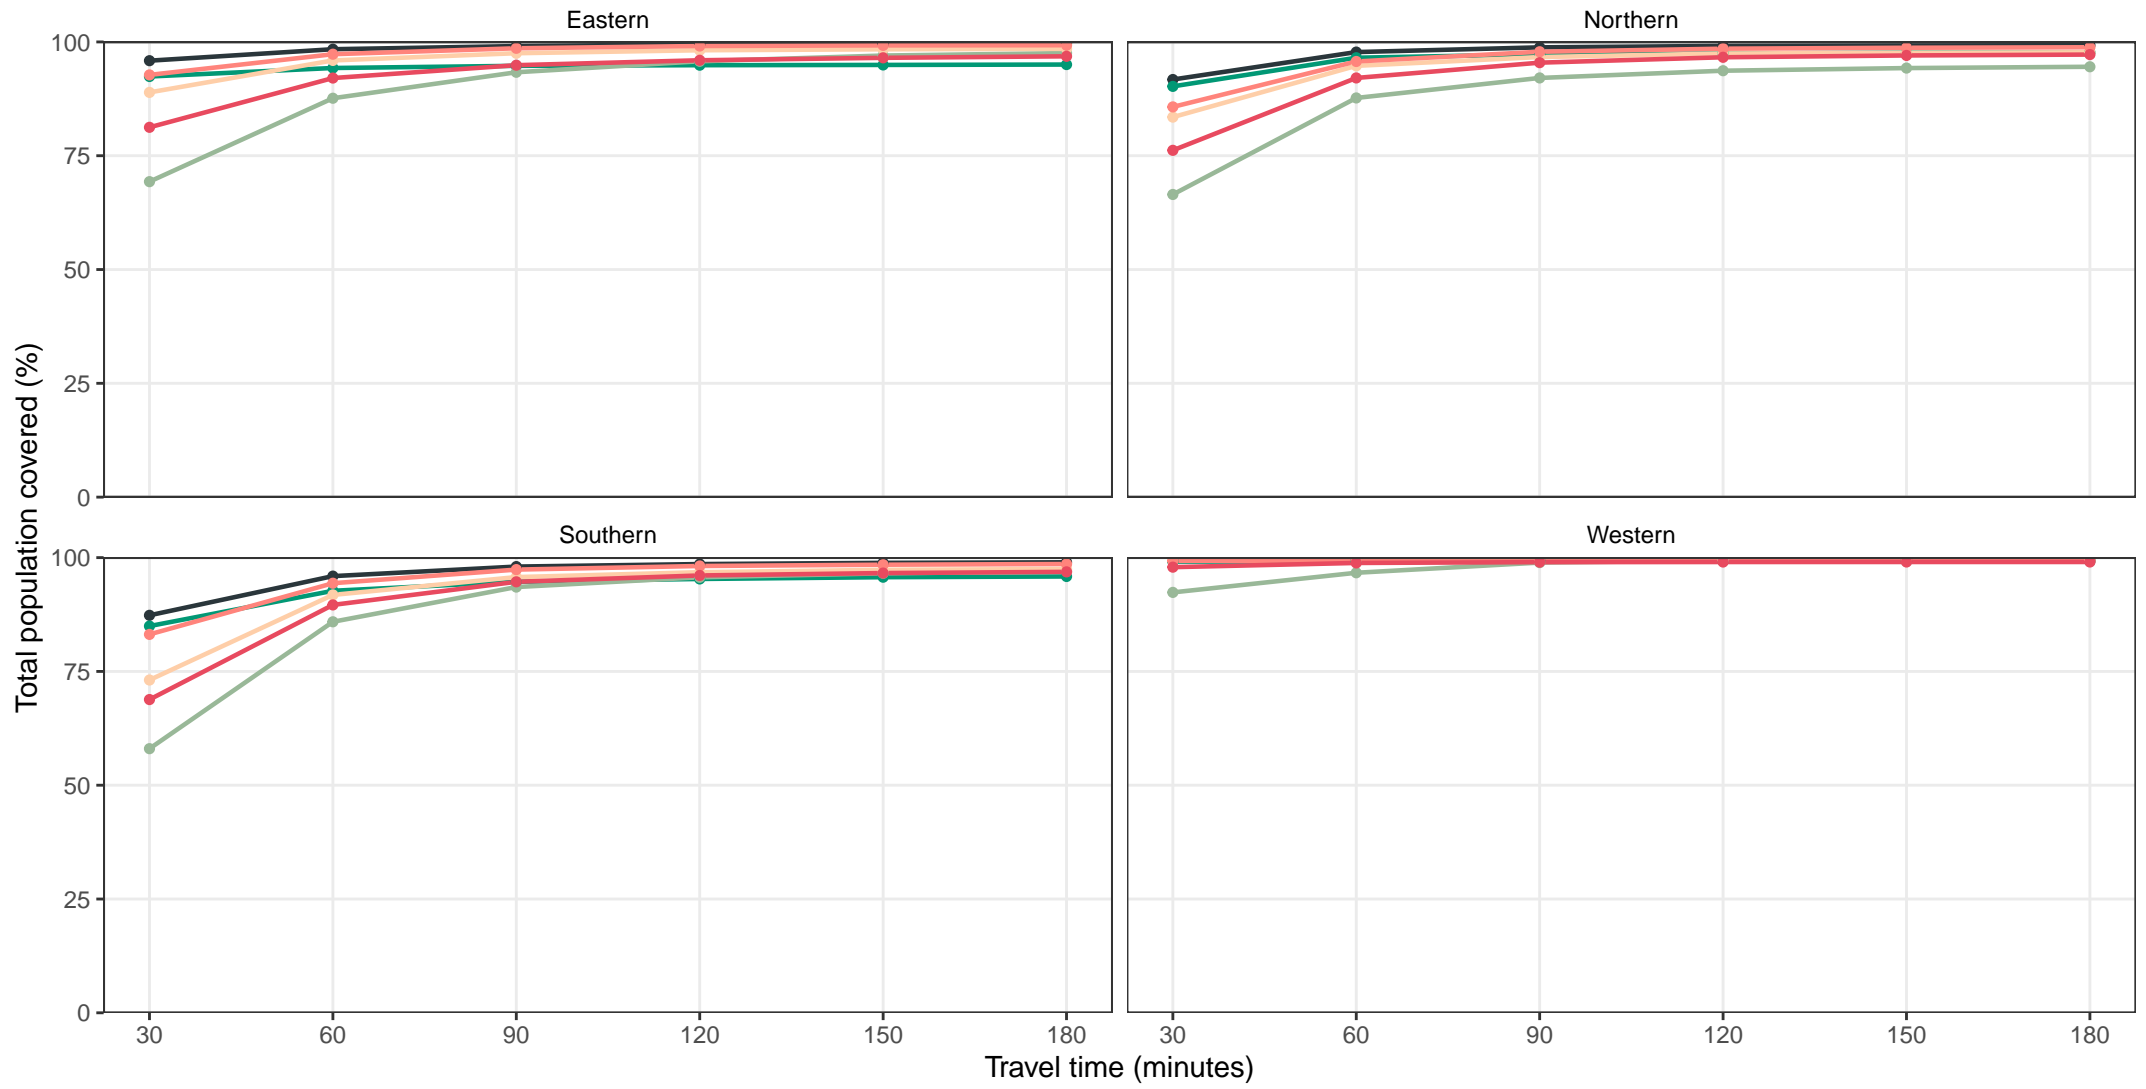 Eastern
Northern
100
75
50
25
0
Southern
Western
100
75
50
25
0
30 60 90 120 150 180
30 60 90 120 150 180
Travel time (minutes)
Total population covered (%)